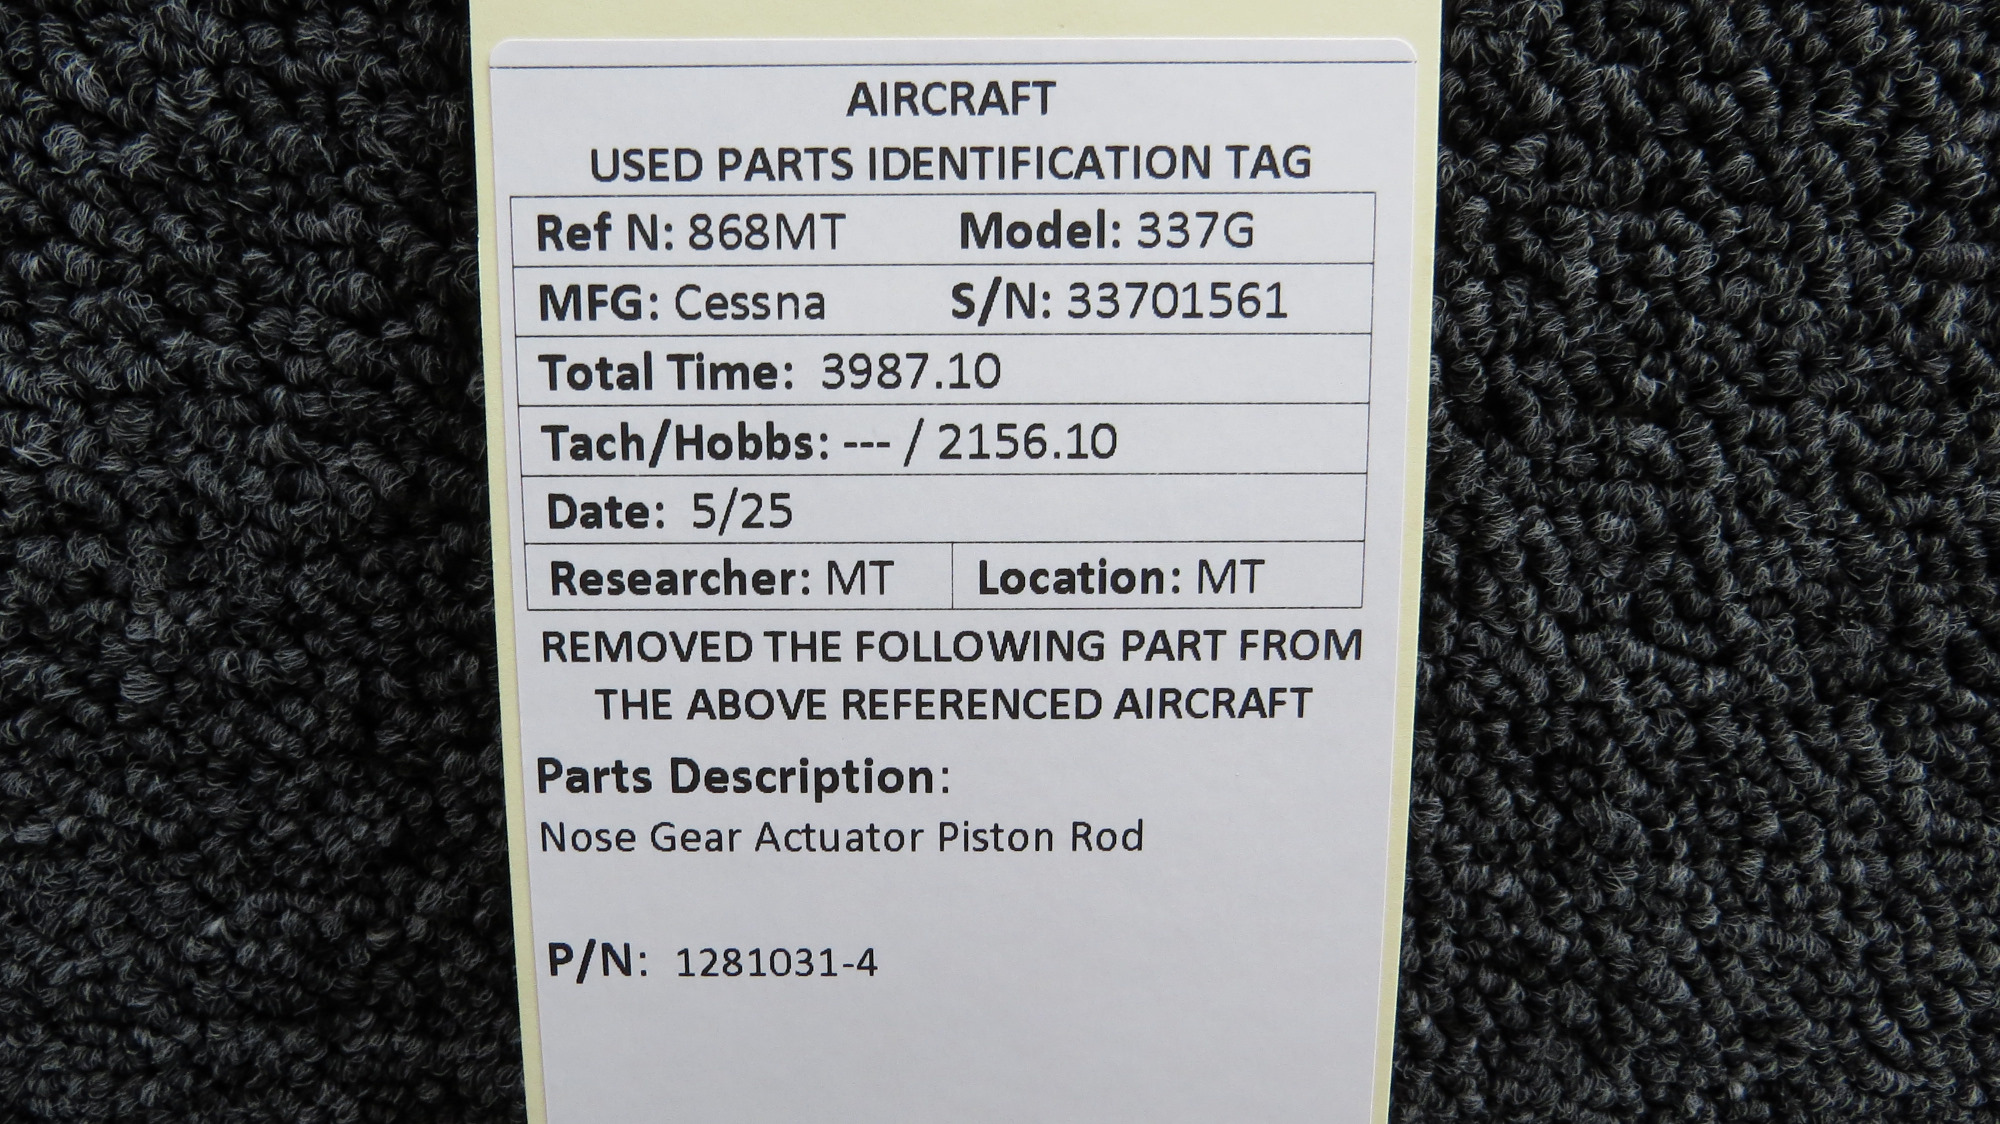 AIRCRAFT
USED PARTS IDENTIFICATION TAG
Ref N: 868MT Model: 337G
MFG: Cessna S/N: 33701561
Total Time: 3987.10
Tach/Hobbs: --- / 2156.10
Date: 5/25
Researcher: MT Location: MT
REMOVED THE FOLLOWING PART FROM
THE ABOVE REFERENCED AIRCRAFT
Parts Description:
Nose Gear Actuator Piston Rod
P/N: 1281031-4